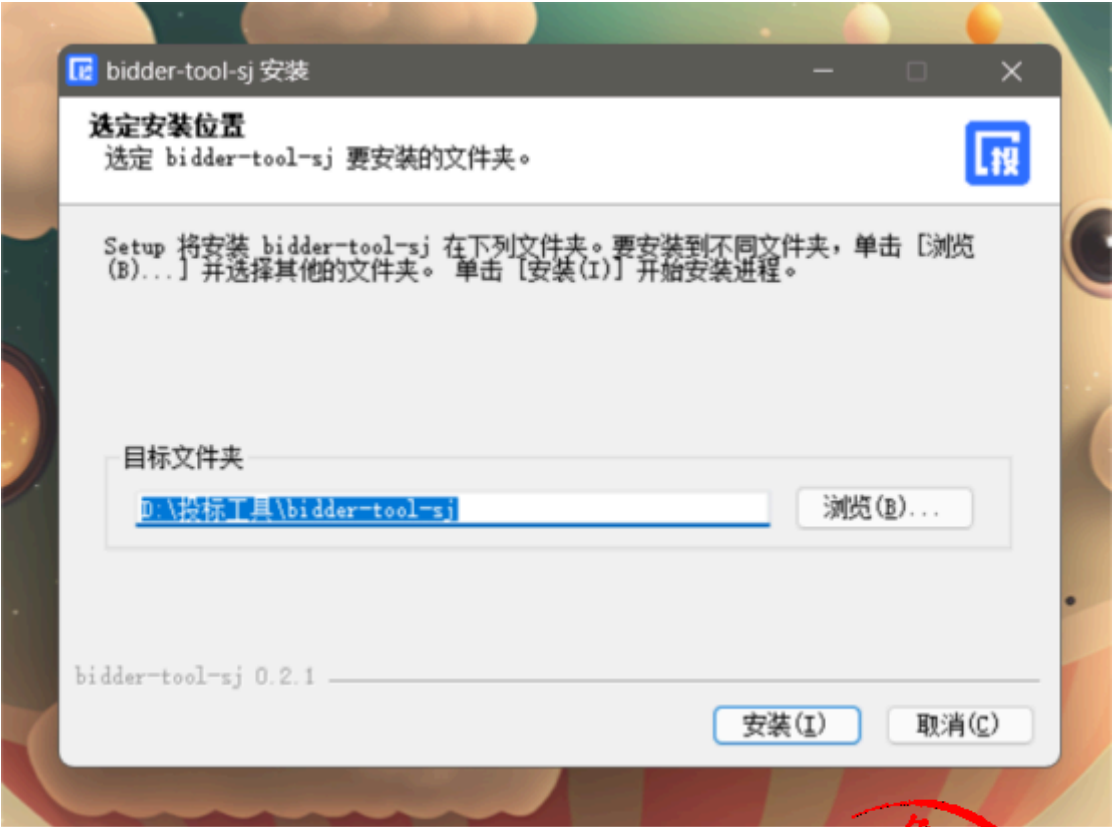 bidder-tool-sj 安装
选定安装位置
选定 bidder-tool-sj 要安装的文件夹。
投
Setup 将安装 bidder-tool-sj 在下列文件夹。要安装到不同文件夹，单击 [浏览
(B)...] 并选择其他的文件夹。 单击 [安装(I)] 开始安装进程。
目标文件夹
D:\投标工具\bidder-tool-sj
浏览(B)...
bidder-tool-sj 0.2.1
安装(I)
取消(C)